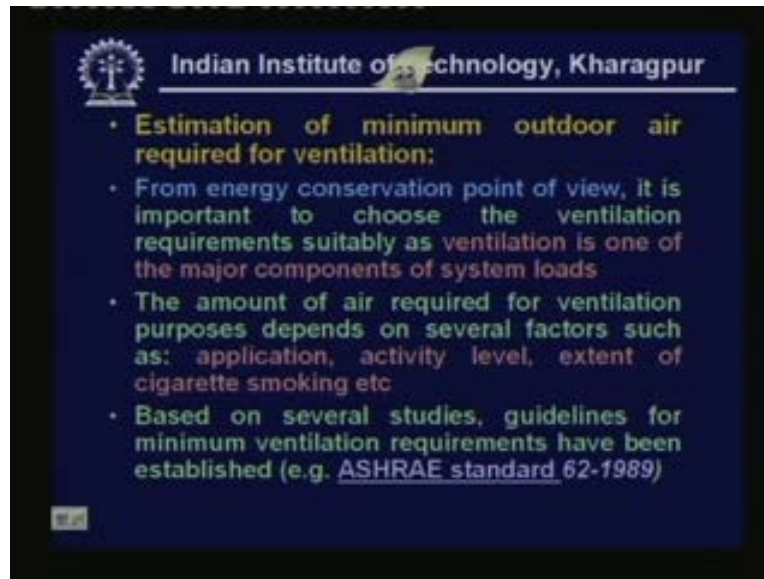 Indian Institute of Technology, Kharagpur
• Estimation of minimum outdoor air
required for ventilation:
• From energy conservation point of view, it is
important to choose the ventilation
requirements suitably as ventilation is one of
the major components of system loads
• The amount of air required for ventilation
purposes depends on several factors such
as: application, activity level, extent of
cigarette smoking etc
• Based on several studies, guidelines for
minimum ventilation requirements have been
established (e.g. ASHRAE standard 62-1989)